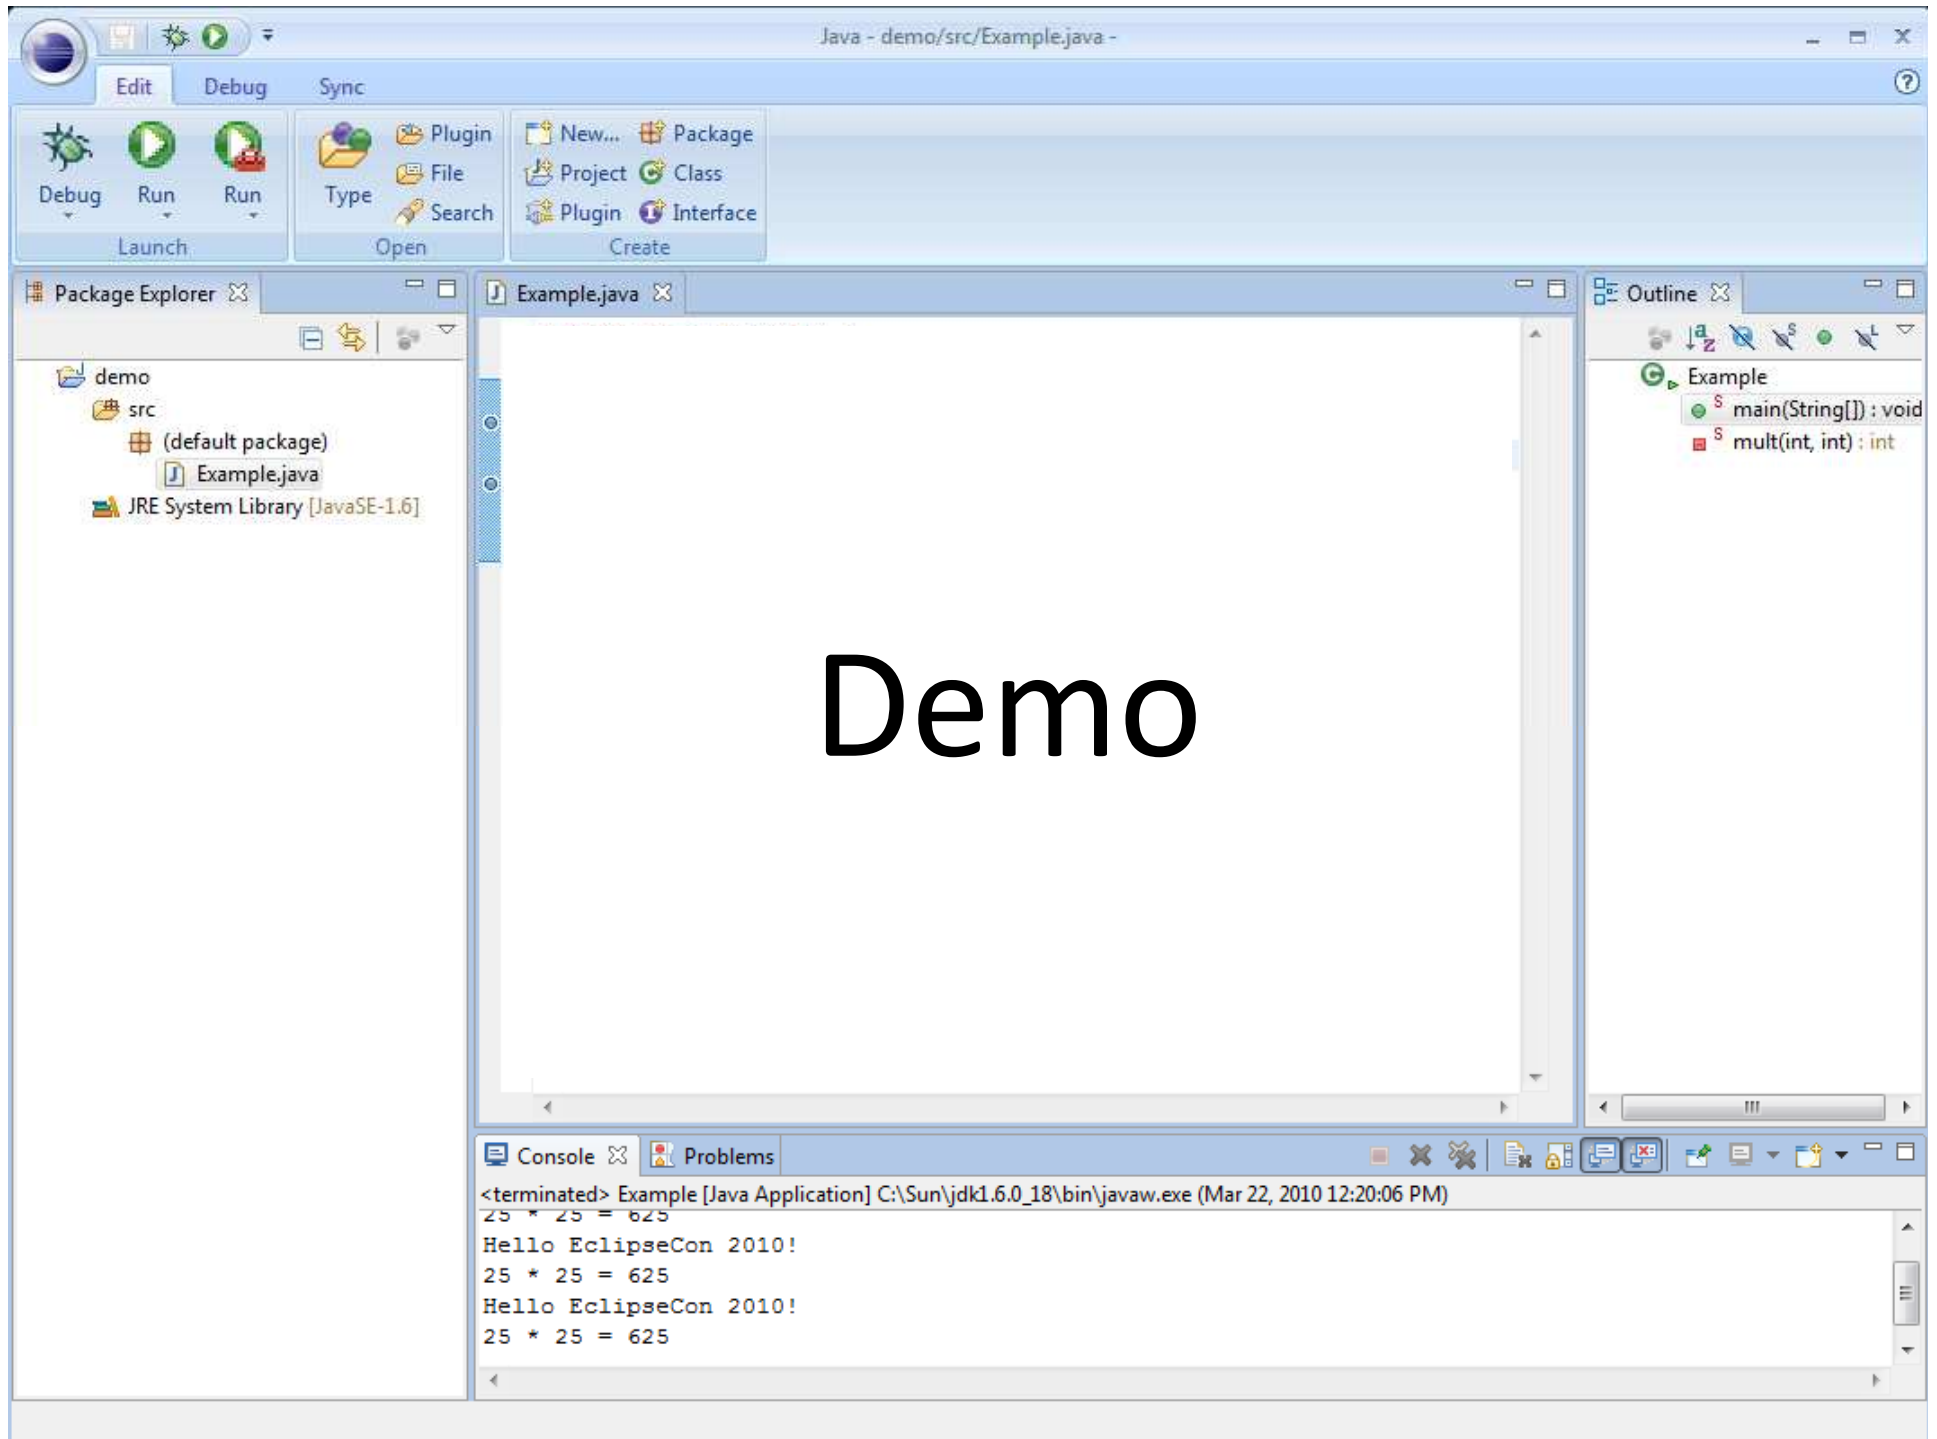 Java - demo/src/Example.java -
Edit Debug Sync
Debug Run Run
Launch
Type
Plugin
File
Search
Open
New... Package
Project Class
Plugin Interface
Create
Package Explorer
demo
src
(default package)
Example.java
JRE System Library [JavaSE-1.6]
Example.java
Demo
Outline
Example
main(String[]) : void
mult(int, int) : int
Console Problems
<terminated> Example [Java Application] C:\Sun\jdk1.6.0_18\bin\javaw.exe (Mar 22, 2010 12:20:06 PM)
25 * 25 = 625
Hello EclipseCon 2010!
25 * 25 = 625
Hello EclipseCon 2010!
25 * 25 = 625